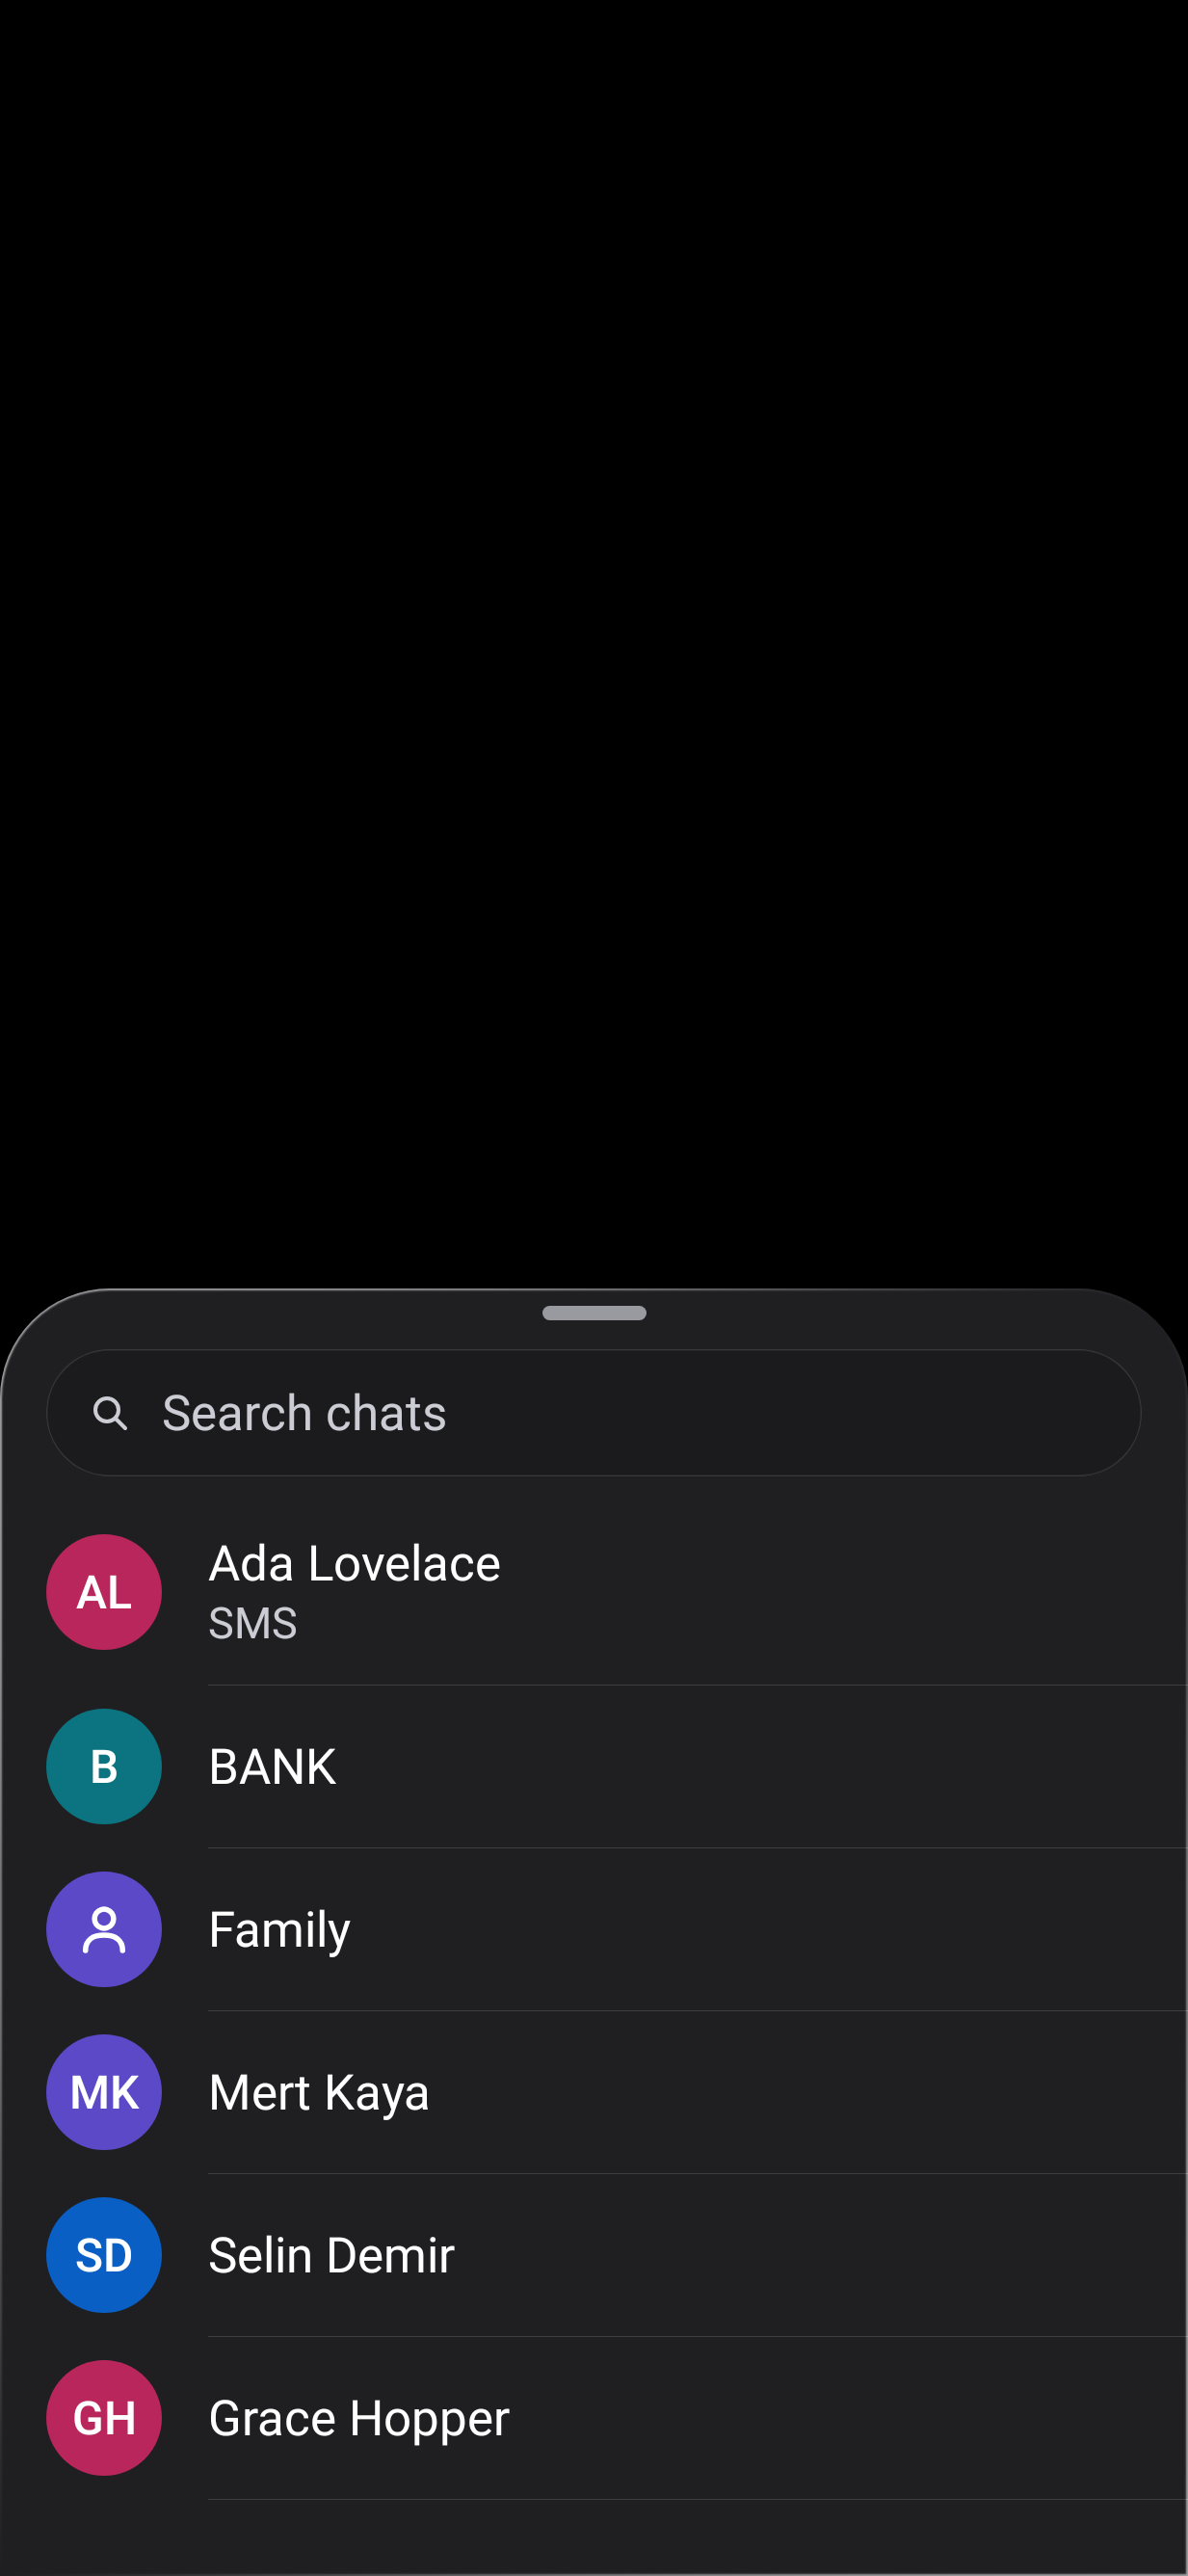 Search chats
AL
Ada Lovelace
SMS
B
BANK
Family
MK
Mert Kaya
SD
Selin Demir
GH
Grace Hopper